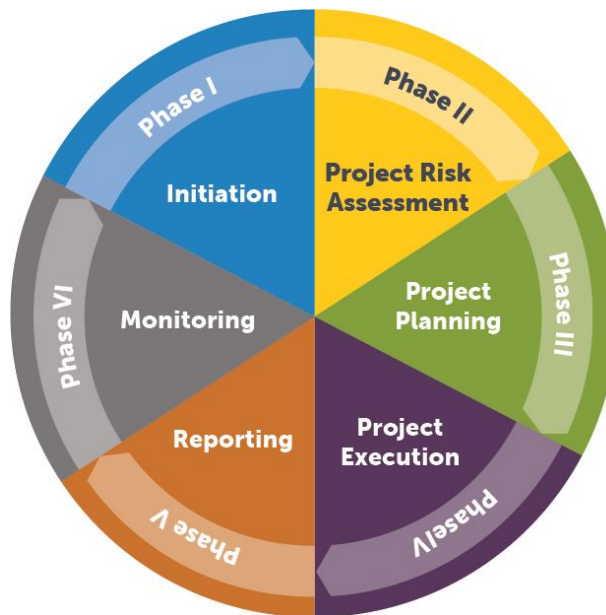 Phase I
Initiation
Phase II
Project Risk
Assessment
Phase III
Project
Planning
PhaseIV
Project
Execution
Phase V
Reporting
Phase VI
Monitoring